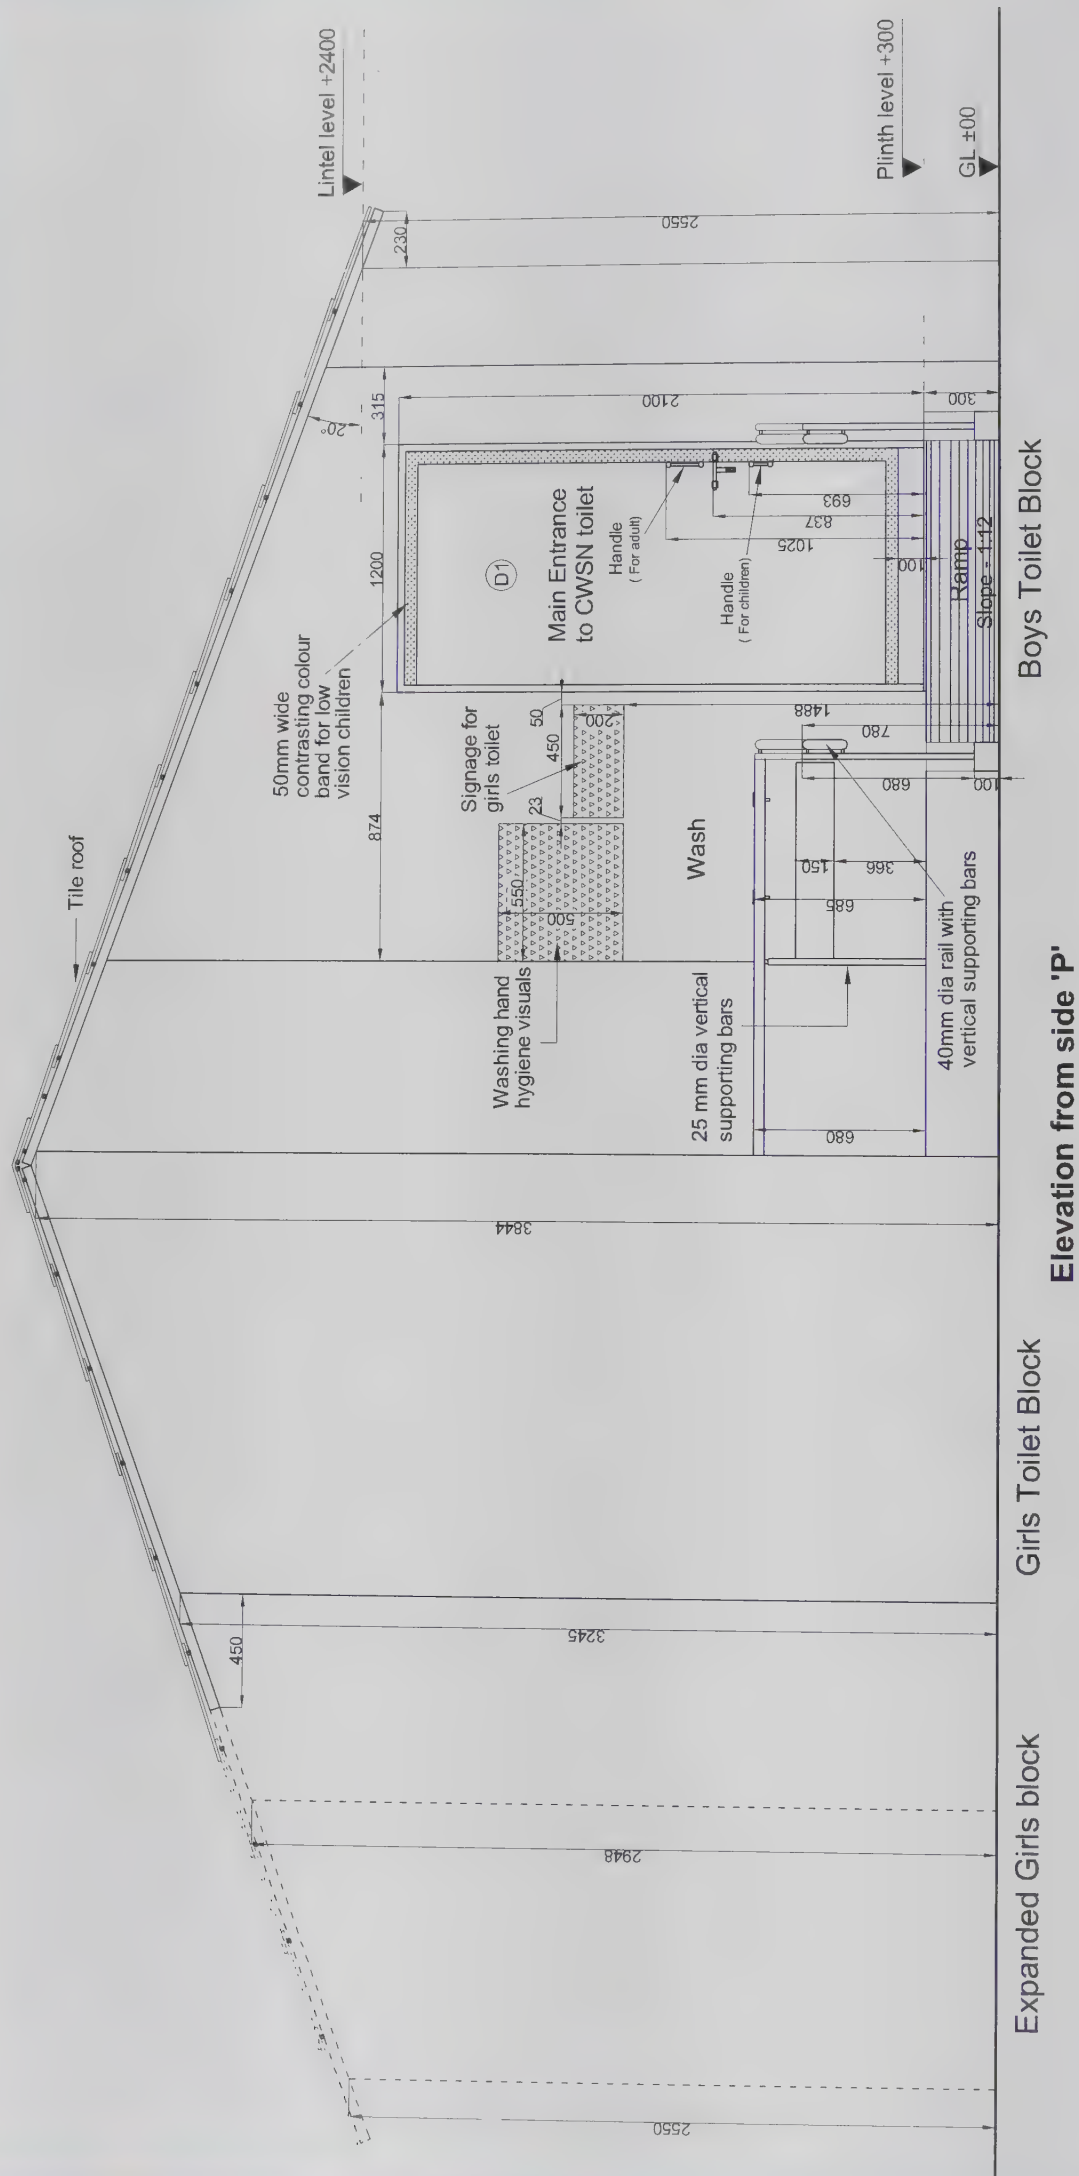 Tile roof
50mm wide
contrasting colour
band for low
vision children
Lintel level +2400
20°
874
1200
315
230
Washing hand
hygiene visuals
Signage for
girls toilet
550
500
23
450
50
200
D1
Main Entrance
to CWSN toilet
Handle
( For adult)
Handle
( For children)
1025
837
693
2100
2550
300
100
Plinth level +300
GL ±00
Wash
25 mm dia vertical
supporting bars
40mm dia rail with
vertical supporting bars
680
685
150
366
680
780
1488
100
Ramp
Slope - 1:12
3844
450
3245
2948
2550
Expanded Girls block
Girls Toilet Block
Boys Toilet Block
Elevation from side 'P'